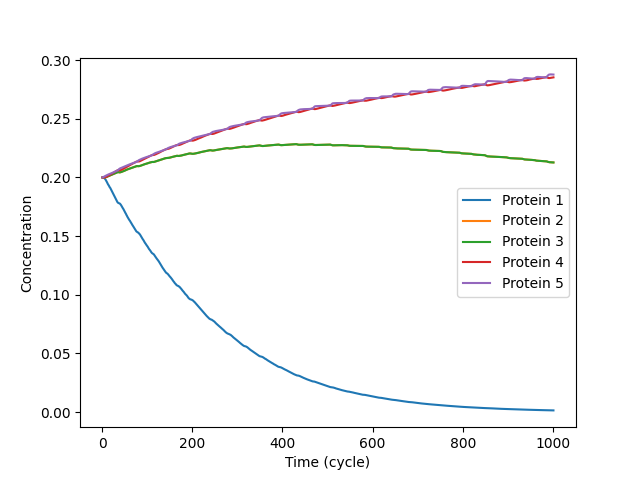 0.30
0.25
0.20
0.15
0.10
0.05
0.00
Concentration
0 200 400 600 800 1000
Time (cycle)
Protein 1
Protein 2
Protein 3
Protein 4
Protein 5